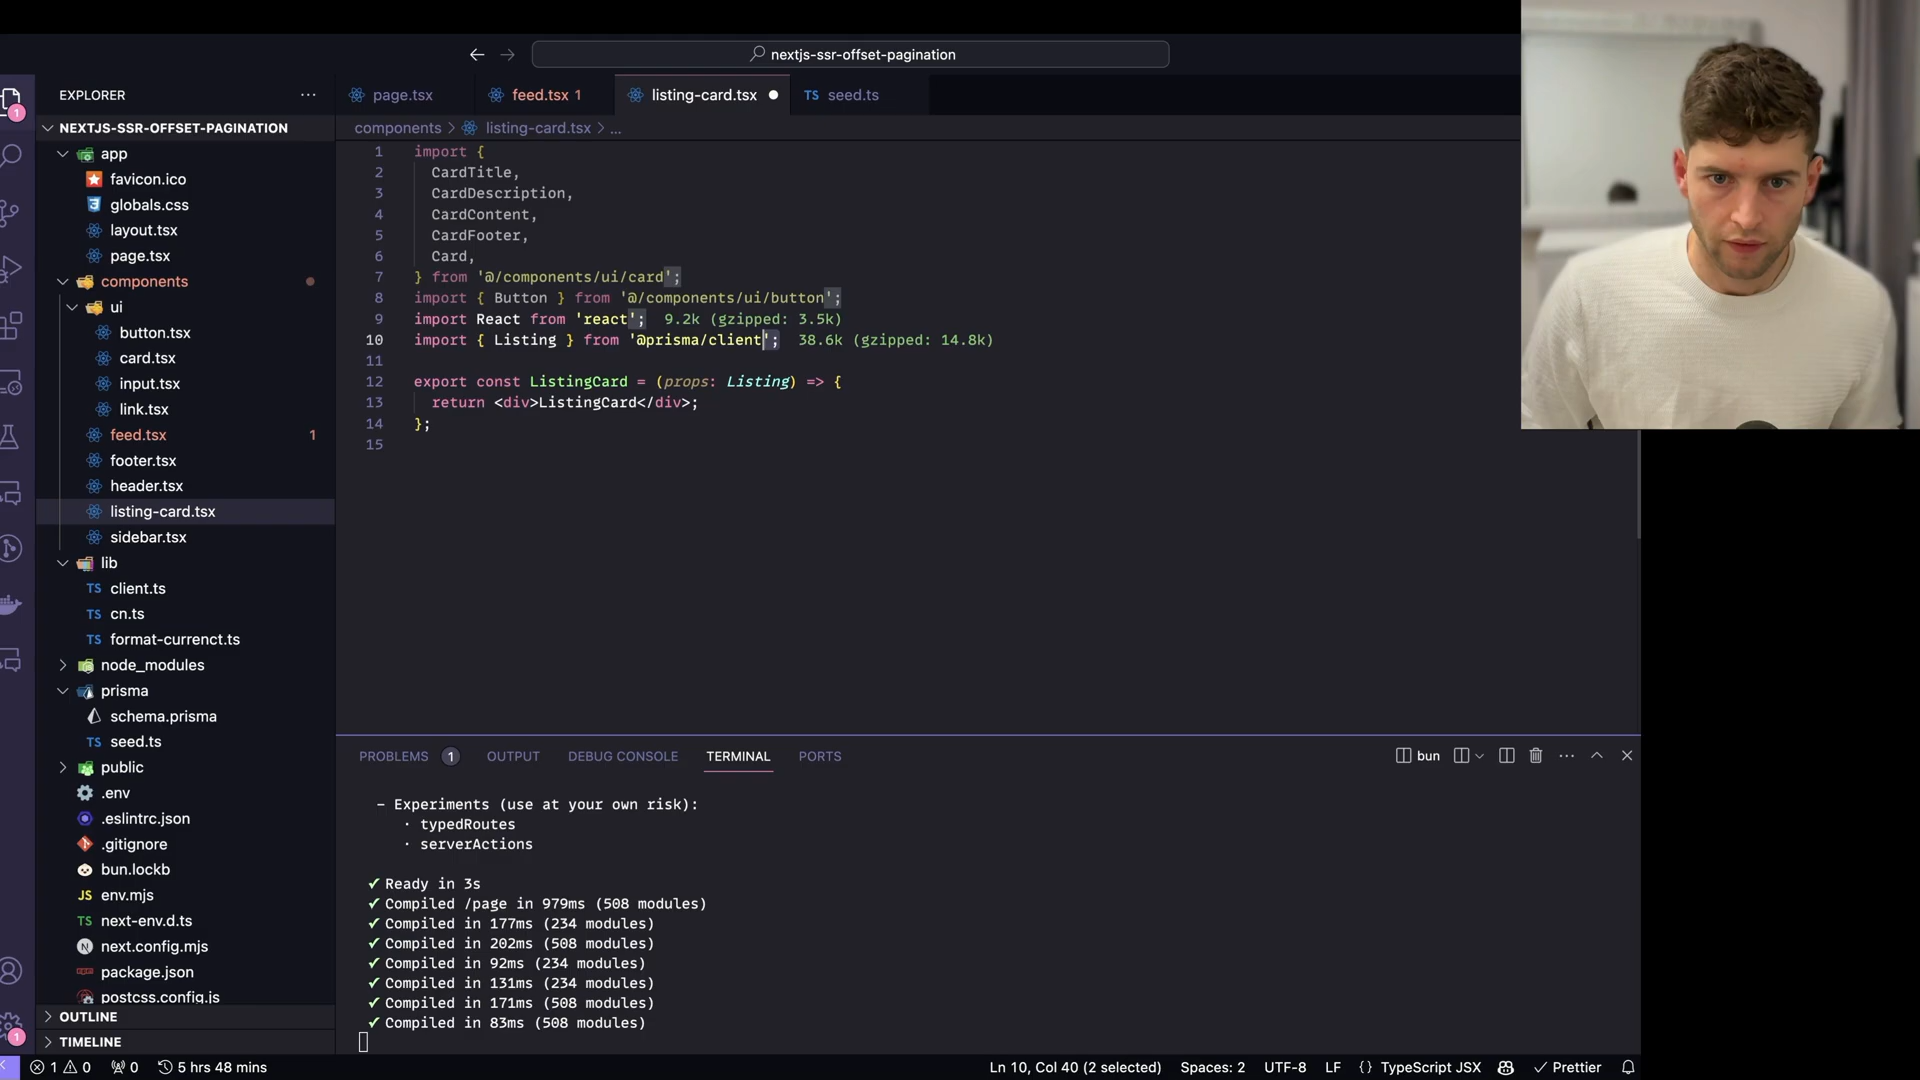 nextjs-ssr-offset-pagination
EXPLORER
page.tsx
feed.tsx 1
listing-card.tsx
TS seed.ts
NEXTJS-SSR-OFFSET-PAGINATION
components > listing-card.tsx > ...
app
favicon.ico
globals.css
layout.tsx
page.tsx
components
ui
button.tsx
card.tsx
input.tsx
link.tsx
feed.tsx 1
footer.tsx
header.tsx
listing-card.tsx
sidebar.tsx
lib
TS client.ts
TS cn.ts
TS format-currenct.ts
node_modules
prisma
schema.prisma
TS seed.ts
public
.env
.eslintrc.json
.gitignore
bun.lockb
JS env.mjs
TS next-env.d.ts
next.config.mjs
package.json
postcss.config.js
OUTLINE
TIMELINE
1 import {
2 CardTitle,
3 CardDescription,
4 CardContent,
5 CardFooter,
6 Card,
7 } from '@/components/ui/card';
8 import { Button } from '@/components/ui/button';
9 import React from 'react'; 9.2k (gzipped: 3.5k)
10 import { Listing } from '@prisma/client'; 38.6k (gzipped: 14.8k)
11
12 export const ListingCard = (props: Listing) => {
13 return <div>ListingCard</div>;
14 };
15
PROBLEMS 1 OUTPUT DEBUG CONSOLE TERMINAL PORTS
bun
- Experiments (use at your own risk):
· typedRoutes
· serverActions
✓ Ready in 3s
✓ Compiled /page in 979ms (508 modules)
✓ Compiled in 177ms (234 modules)
✓ Compiled in 202ms (508 modules)
✓ Compiled in 92ms (234 modules)
✓ Compiled in 131ms (234 modules)
✓ Compiled in 171ms (508 modules)
✓ Compiled in 83ms (508 modules)
1
1
1 0 0 5 hrs 48 mins
Ln 10, Col 40 (2 selected) Spaces: 2 UTF-8 LF {} TypeScript JSX Prettier